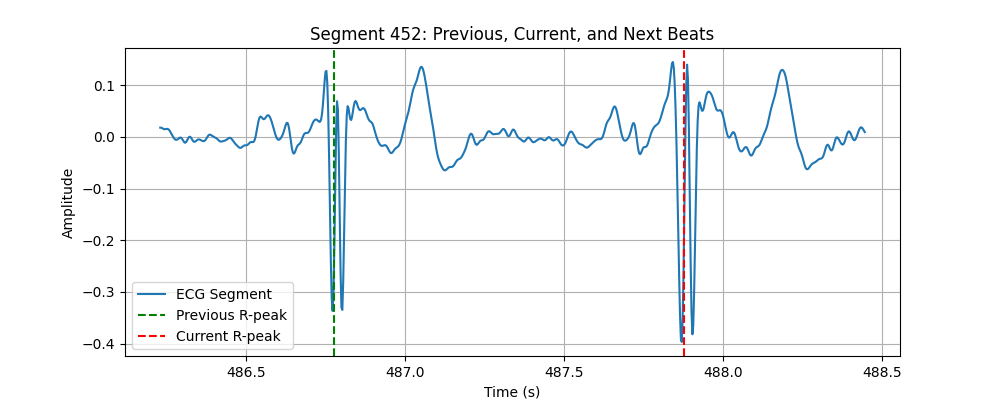 Segment 452: Previous, Current, and Next Beats
Amplitude
0.1
0.0
−0.1
−0.2
−0.3
−0.4
ECG Segment
Previous R-peak
Current R-peak
486.5
487.0
487.5
488.0
488.5
Time (s)